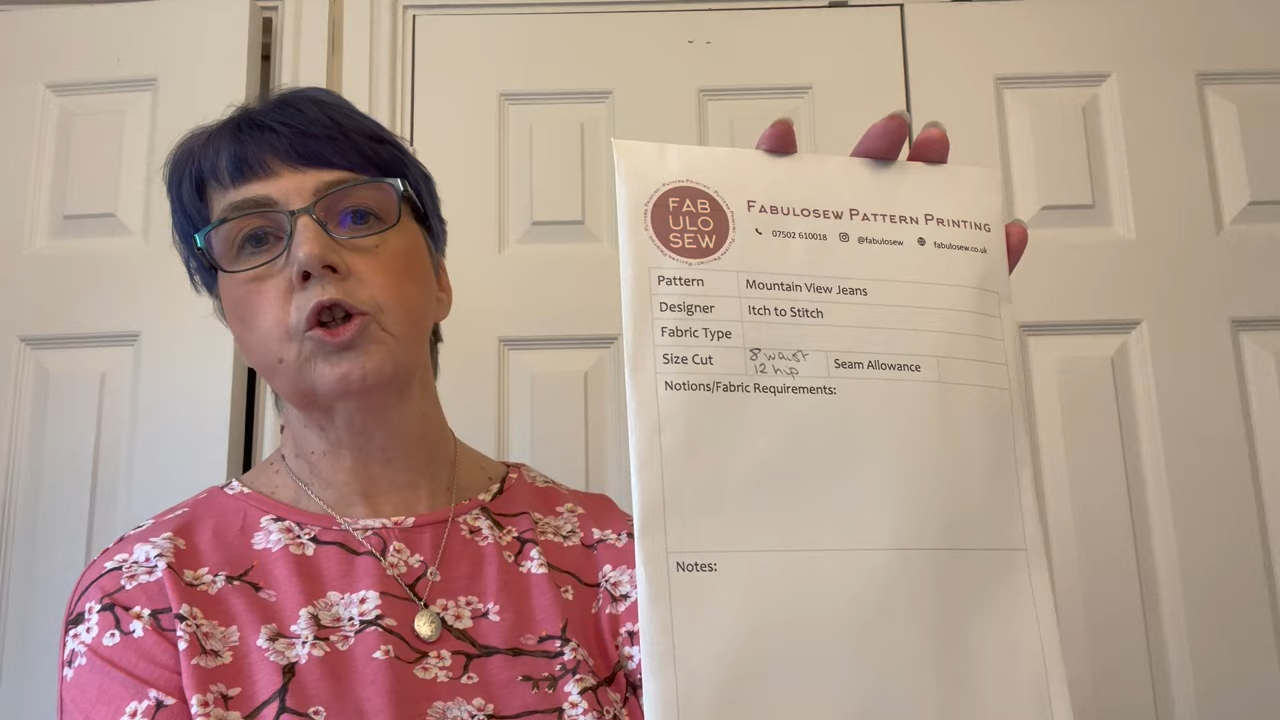 FAB
ULO
SEW
FABULOSEW PATTERN PRINTING
07502 610018 @fabulosew fabulosew.co.uk
Pattern Mountain View Jeans
Designer Itch to Stitch
Fabric Type
Size Cut 8 waist 12 hip Seam Allowance
Notions/Fabric Requirements:
Notes: